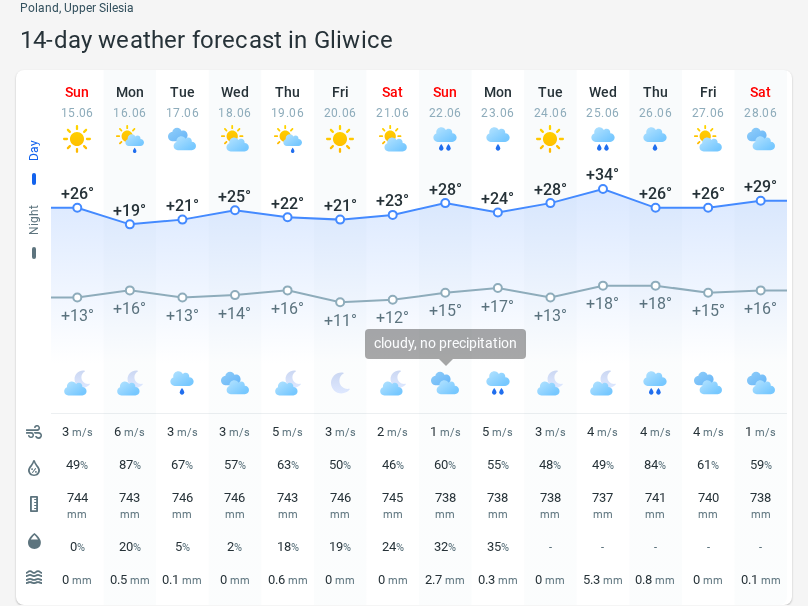 Poland, Upper Silesia
14-day weather forecast in Gliwice
Sun Mon Tue Wed Thu Fri Sat Sun Mon Tue Wed Thu Fri Sat
15.06 16.06 17.06 18.06 19.06 20.06 21.06 22.06 23.06 24.06 25.06 26.06 27.06 28.06
Day
+26° +19° +21° +25° +22° +21° +23° +28° +24° +28° +34° +26° +26° +29°
Night
+13° +16° +13° +14° +16° +11° +12° +15° +17° +13° +18° +18° +15° +16°
cloudy, no precipitation
3 m/s 6 m/s 3 m/s 3 m/s 5 m/s 3 m/s 2 m/s 1 m/s 5 m/s 3 m/s 4 m/s 4 m/s 4 m/s 1 m/s
49% 87% 67% 57% 63% 50% 46% 60% 55% 48% 49% 84% 61% 59%
744 743 746 746 743 746 745 738 738 738 737 741 740 738
mm mm mm mm mm mm mm mm mm mm mm mm mm mm
0% 20% 5% 2% 18% 19% 24% 32% 35% - - - - -
0 mm 0.5 mm 0.1 mm 0 mm 0.6 mm 0 mm 0 mm 2.7 mm 0.3 mm 0 mm 5.3 mm 0.8 mm 0 mm 0.1 mm